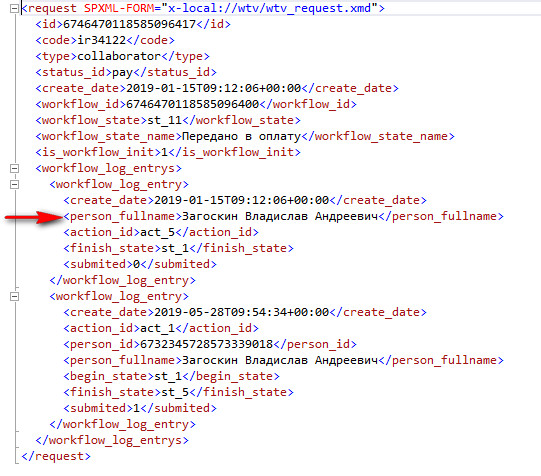 <request SPXML-FORM="x-local://wtv/wtv_request.xmd">
<id>6746470118585096417</id>
<code>ir34122</code>
<type>collaborator</type>
<status_id>pay</status_id>
<create_date>2019-01-15T09:12:06+00:00</create_date>
<workflow_id>6746470118585096400</workflow_id>
<workflow_state>st_11</workflow_state>
<workflow_state_name>Передано в оплату</workflow_state_name>
<is_workflow_init>1</is_workflow_init>
<workflow_log_entrys>
<workflow_log_entry>
<create_date>2019-01-15T09:12:06+00:00</create_date>
<person_fullname>Загоскин Владислав Андреевич</person_fullname>
<action_id>act_5</action_id>
<finish_state>st_1</finish_state>
<submited>0</submited>
</workflow_log_entry>
<workflow_log_entry>
<create_date>2019-05-28T09:54:34+00:00</create_date>
<action_id>act_1</action_id>
<person_id>6732345728573339018</person_id>
<person_fullname>Загоскин Владислав Андреевич</person_fullname>
<begin_state>st_1</begin_state>
<finish_state>st_5</finish_state>
<submited>1</submited>
</workflow_log_entry>
</workflow_log_entrys>
</request>